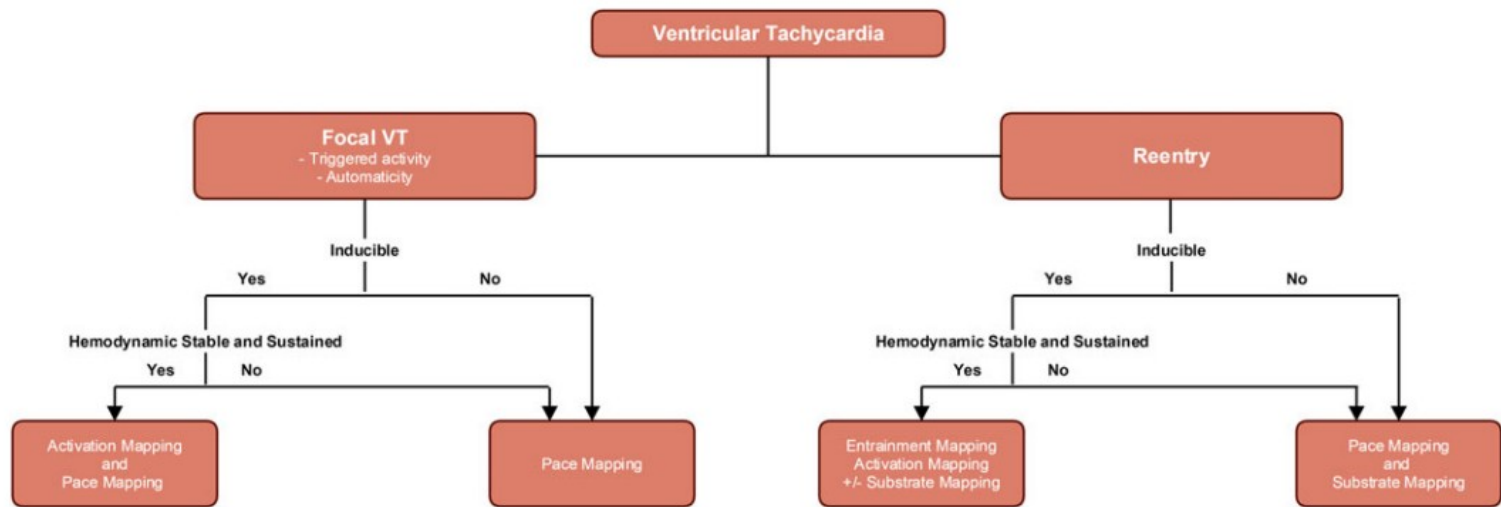 Ventricular Tachycardia
Focal VT
- Triggered activity
- Automaticity
Reentry
Inducible
Yes
No
Hemodynamic Stable and Sustained
Yes
No
Activation Mapping
and
Pace Mapping
Pace Mapping
Inducible
Yes
No
Hemodynamic Stable and Sustained
Yes
No
Entrainment Mapping
Activation Mapping
+/- Substrate Mapping
Pace Mapping
and
Substrate Mapping